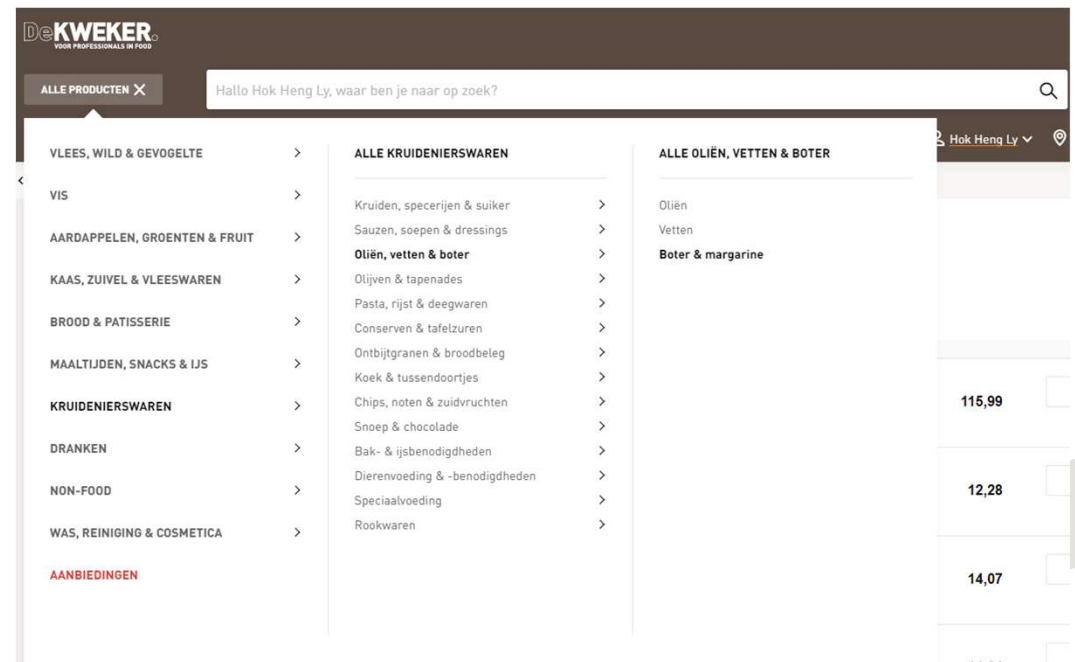 DeKWEKER.
VOOR PROFESSIONALS IN FOOD
ALLE PRODUCTEN X
Hallo Hok Heng Ly, waar ben je naar op zoek?
Hok Heng Ly
VLEES, WILD & GEVOGELTE
VIS
AARDAPPELEN, GROENTEN & FRUIT
KAAS, ZUIVEL & VLEESWAREN
BROOD & PATISSERIE
MAALTIJDEN, SNACKS & IJS
KRUIDENIERSWAREN
DRANKEN
NON-FOOD
WAS, REINIGING & COSMETICA
AANBIEDINGEN
ALLE KRUIDENIERSWAREN
Kruiden, specerijen & suiker
Sauzen, soepen & dressings
Oliën, vetten & boter
Olijven & tapenades
Pasta, rijst & deegwaren
Conserven & tafelzuren
Ontbijtgranen & broodbeleg
Koek & tussendoortjes
Chips, noten & zuidvruchten
Snoep & chocolade
Bak- & ijsbenodigdheden
Dierenvoeding & -benodigdheden
Speciaalvoeding
Rookwaren
ALLE OLIËN, VETTEN & BOTER
Oliën
Vetten
Boter & margarine
115,99
12,28
14,07